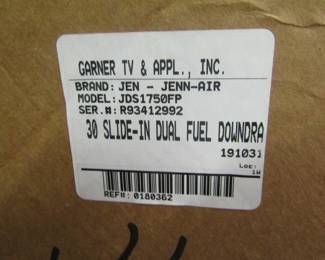 GARNER TV & APPL., INC.
BRAND: JEN - JENN-AIR
MODEL: JDS1750FP
SER.#: R93412992
30 SLIDE-IN DUAL FUEL DOWNDRA
191031
Loc:
1W
REF#: 0180362